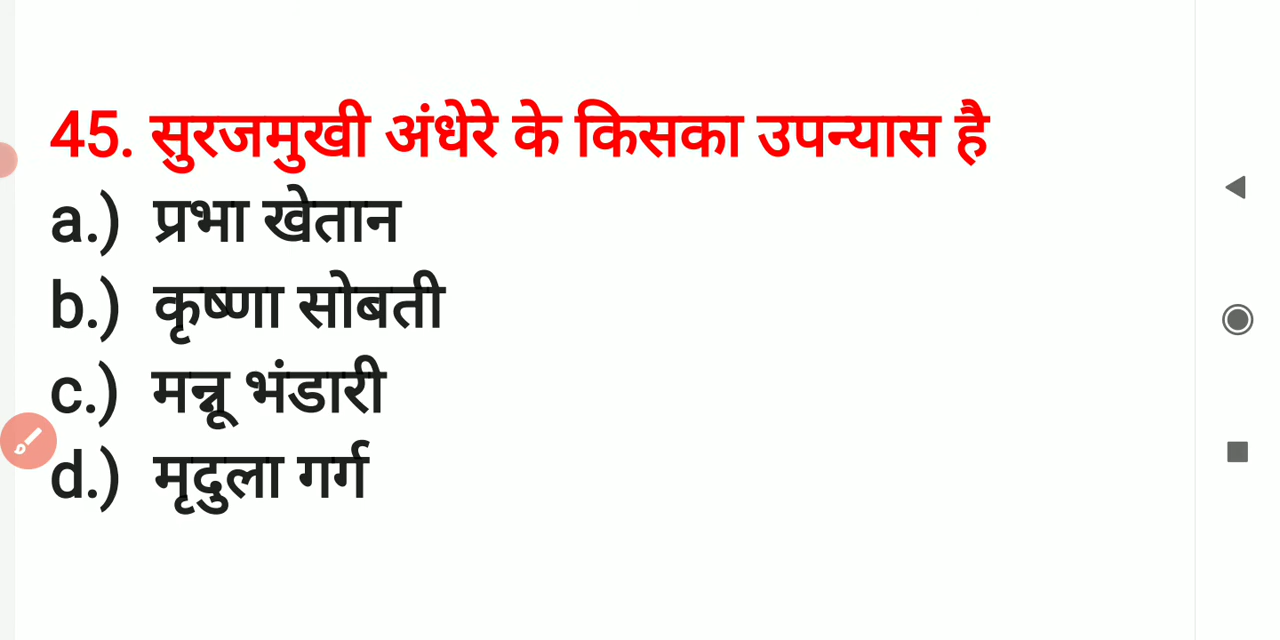 45. सुरजमुखी अंधेरे के किसका उपन्यास है
a.) प्रभा खेतान
b.) कृष्णा सोबती
c.) मन्नू भंडारी
d.) मृदुला गर्ग